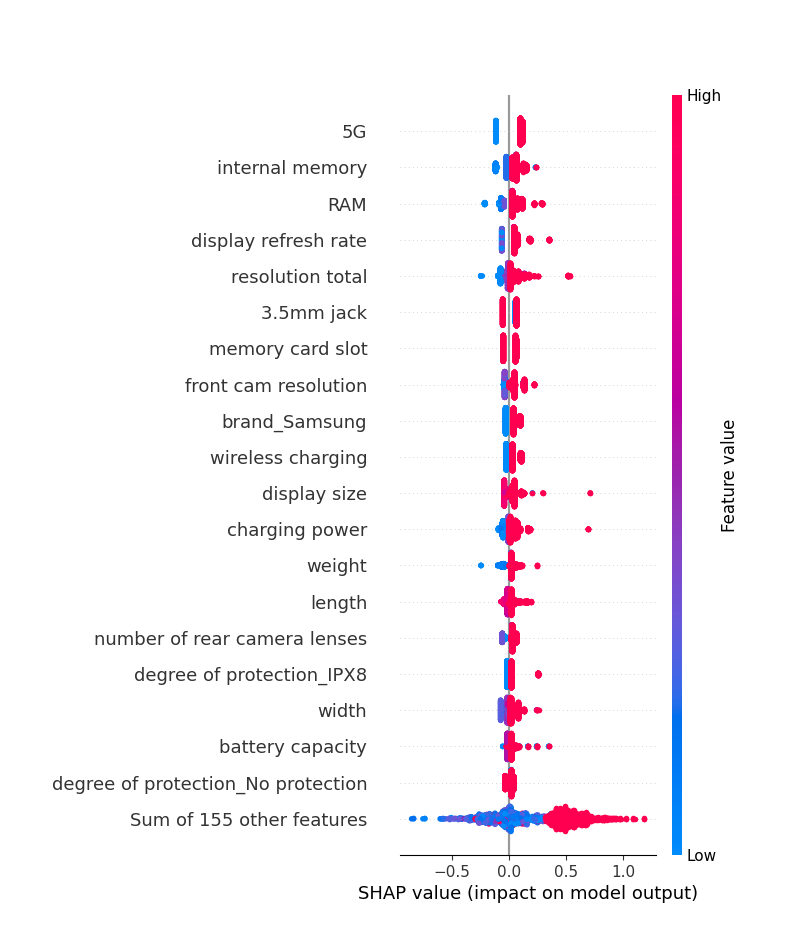 High
5G
internal memory
RAM
display refresh rate
resolution total
3.5mm jack
memory card slot
front cam resolution
brand_Samsung
wireless charging
display size
charging power
weight
length
number of rear camera lenses
degree of protection_IPX8
width
battery capacity
degree of protection_No protection
Sum of 155 other features
Feature value
Low
−0.5 0.0 0.5 1.0
SHAP value (impact on model output)